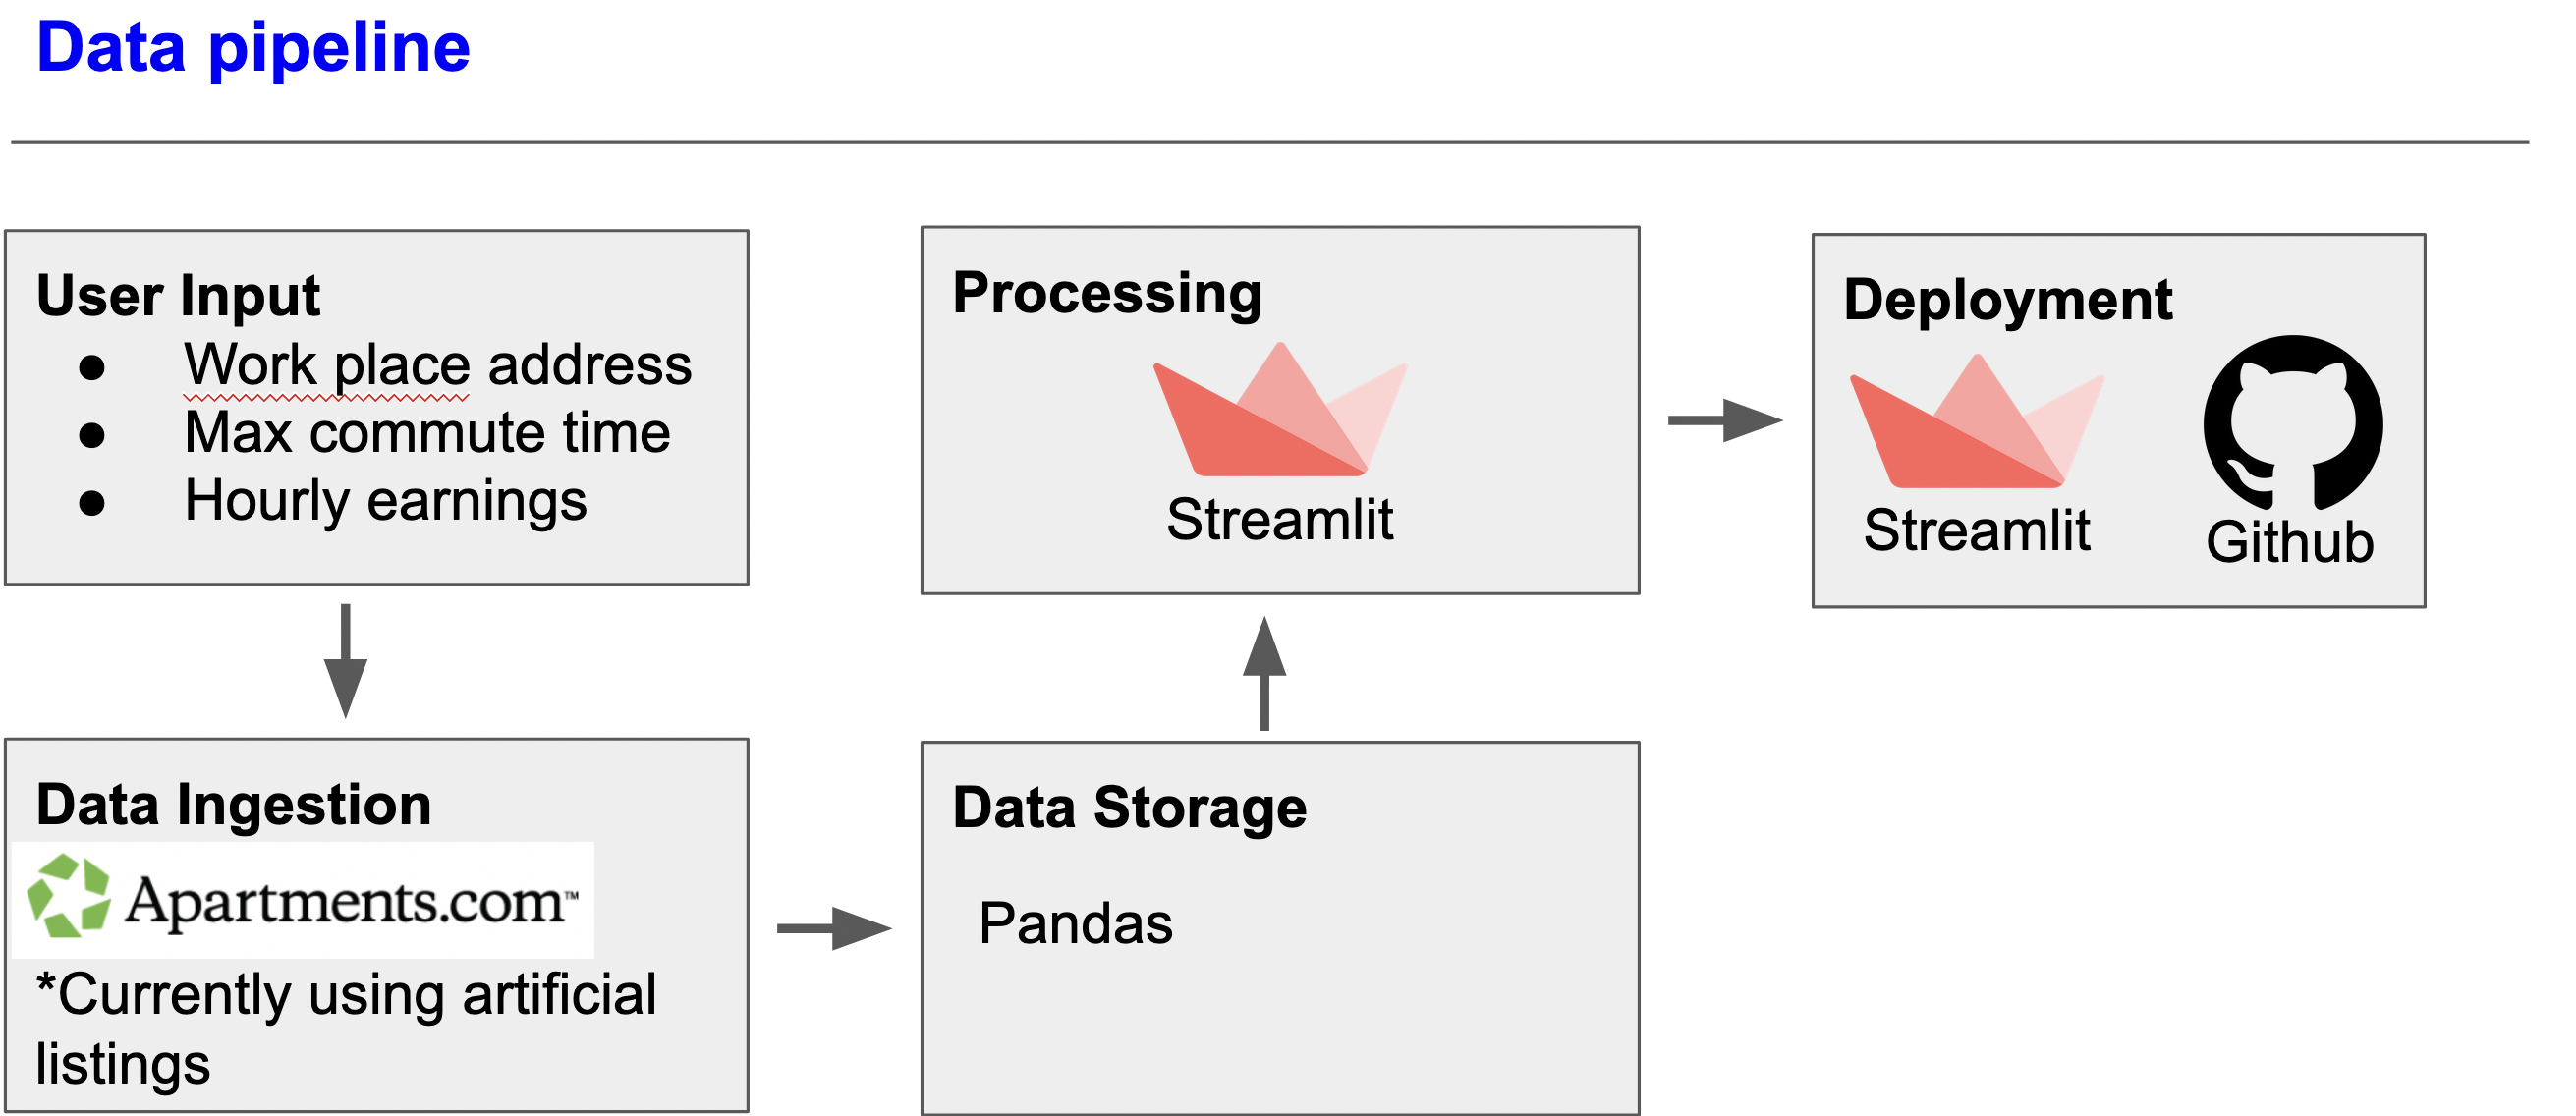 Data pipeline
User Input
● Work place address
● Max commute time
● Hourly earnings
Data Ingestion
Apartments.com™
*Currently using artificial
listings
Data Storage
Pandas
Processing
Streamlit
Deployment
Streamlit
Github